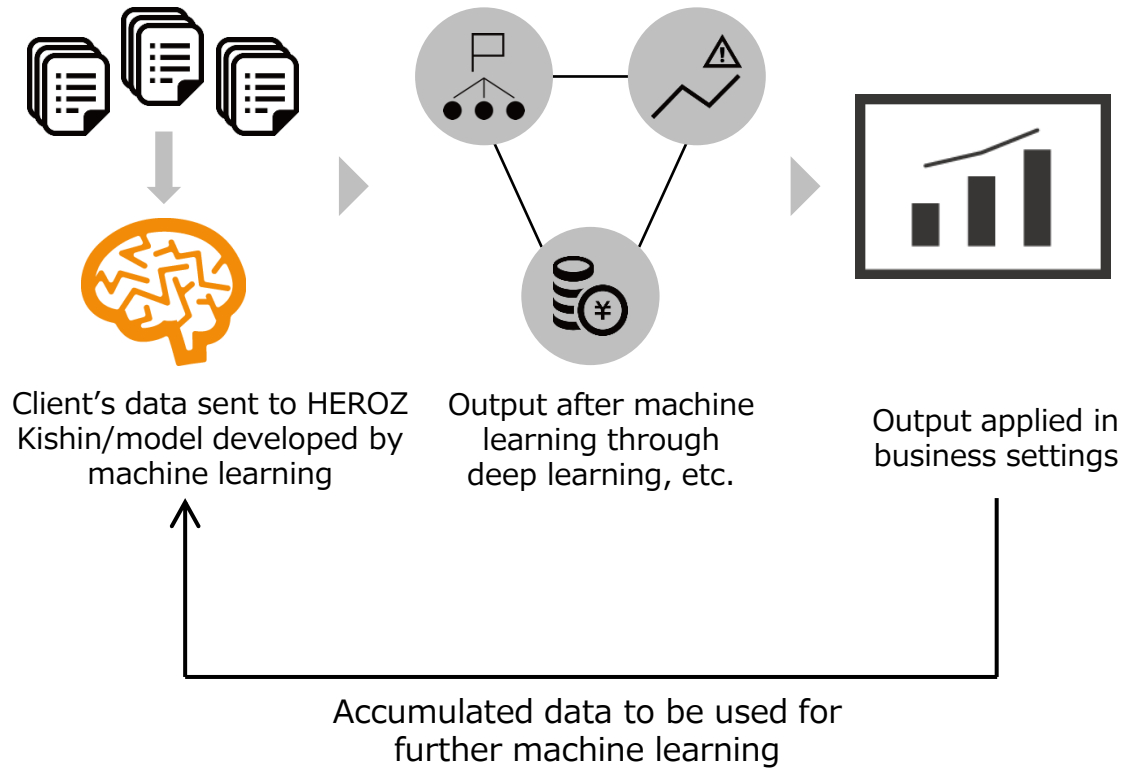 ¥
Client’s data sent to HEROZ
Kishin/model developed by
machine learning
Output after machine
learning through
deep learning, etc.
Output applied in
business settings
Accumulated data to be used for
further machine learning